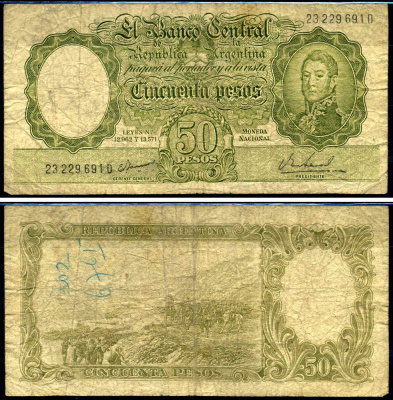 El Banco Central
de la
República Argentina
23 229 691 D
pagará al portador y a la vista
Cincuenta pesos
LEYES Nos.
12.962 Y 13.571
50
PESOS
MONEDA
NACIONAL
23 229 691 D
GERENTE GENERAL
PRESIDENTE
REPUBLICA ARGENTINA
CINCUENTA PESOS
50